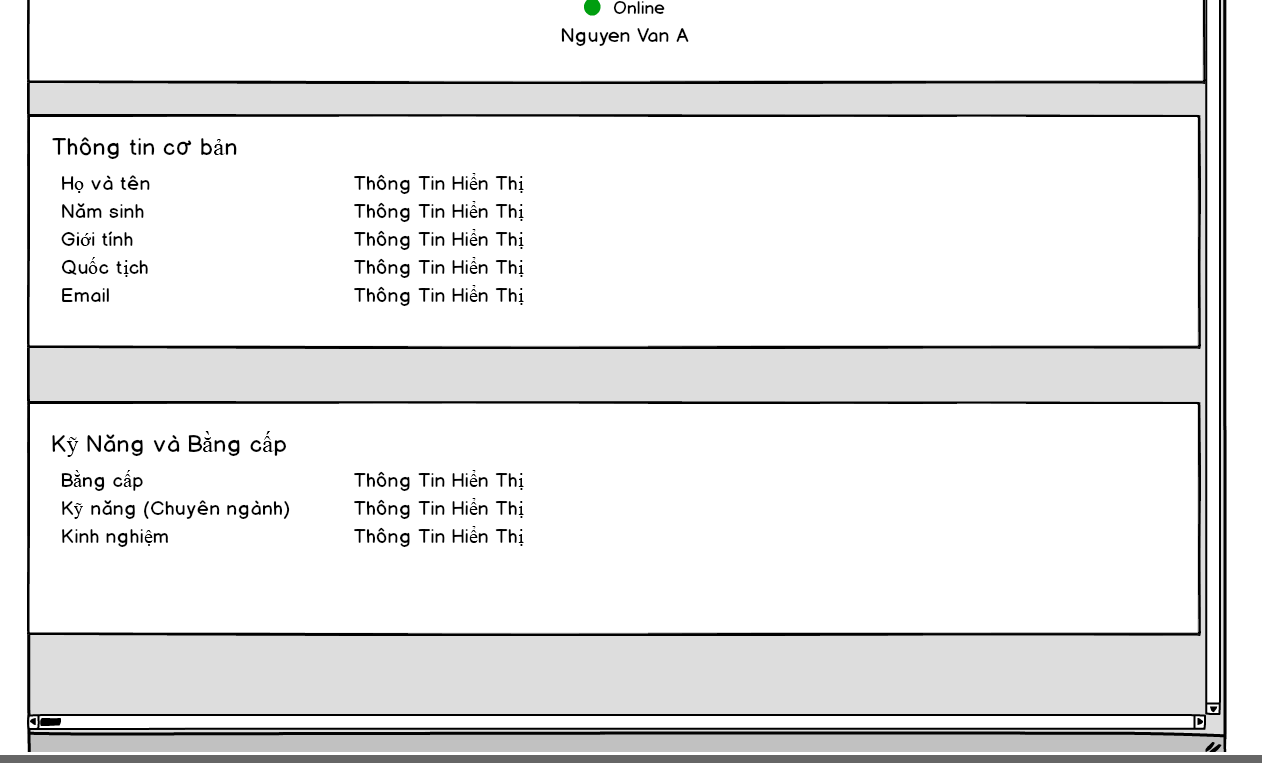 Online
Nguyen Van A
Thông tin cơ bản
Họ và tên Thông Tin Hiển Thị
Năm sinh Thông Tin Hiển Thị
Giới tính Thông Tin Hiển Thị
Quốc tịch Thông Tin Hiển Thị
Email Thông Tin Hiển Thị
Kỹ Năng và Bằng cấp
Bằng cấp Thông Tin Hiển Thị
Kỹ năng (Chuyên ngành) Thông Tin Hiển Thị
Kinh nghiệm Thông Tin Hiển Thị